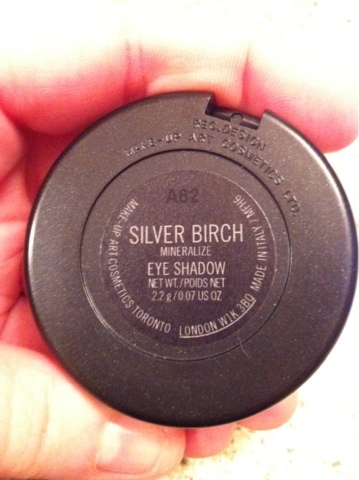 REG.DESIGN
MAKE-UP ART COSMETICS LTD.
A62
SILVER BIRCH
MINERALIZE
EYE SHADOW
NET WT./POIDS NET
2.2 g/0.07 US OZ
MAKE-UP ART COSMETICS TORONTO · LONDON W1K 3BQ MADE IN ITALY / MFH6